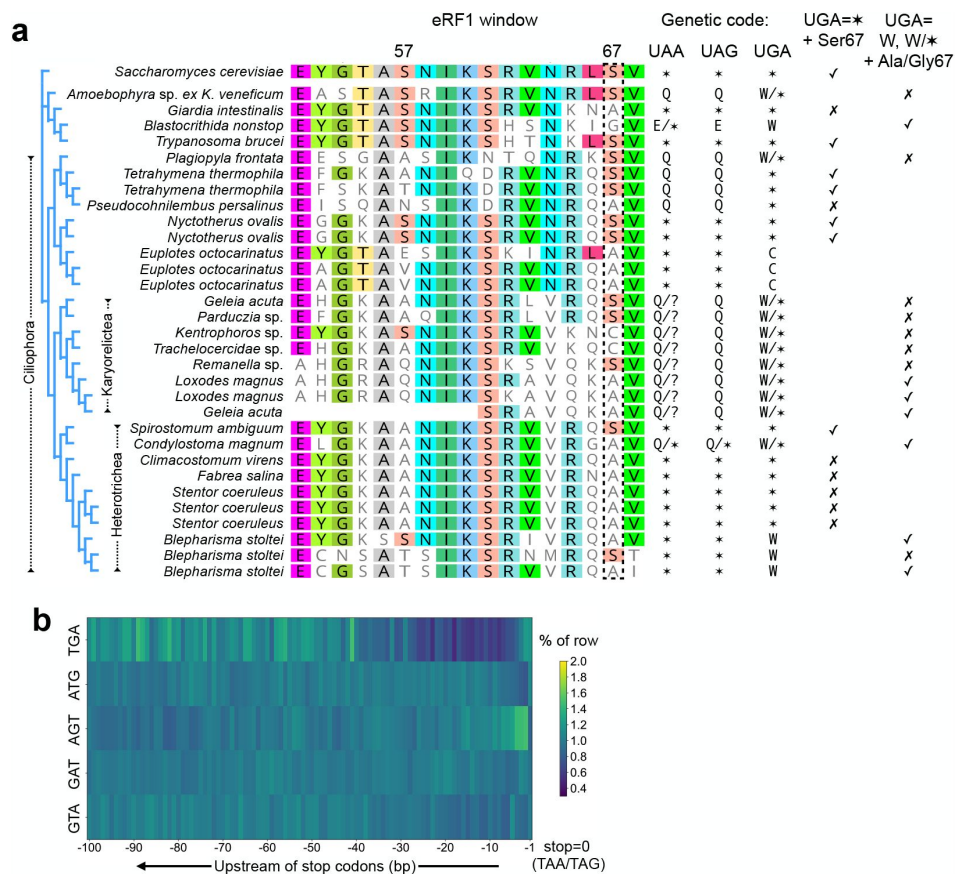 a
eRF1 window
Genetic code:
UGA=✶
+ Ser67
UGA=
W, W/✶
+ Ala/Gly67
57 67 UAA UAG UGA
Saccharomyces cerevisiae E Y G T A S N I K S R V N R L S V ✶ ✶ ✶ ✓
Amoebophyra sp. ex K. veneficum E A S T A S R I K S R V N R L S V Q Q W/✶ ✗
Giardia intestinalis E Y G T A S N I K S R V N K N A V ✶ ✶ ✶ ✗
Blastocrithida nonstop E Y G T A S N I K S H S N K G V E/✶ E W ✓
Trypanosoma brucei E Y G T A S N I K S H T N K L S V ✶ ✶ ✶ ✓
Plagiopyla frontata E E S G A A S I K N T Q N R K S V Q Q W/✶ ✗
Tetrahymena thermophila E F G K A A N I Q D R V N R Q S V Q Q ✶ ✓
Tetrahymena thermophila E F S K A T N I K D R V N R Q S V Q Q ✶ ✓
Pseudocohnilembus persalinus E I S Q A N S I K D R V N R Q A V Q Q ✶ ✗
Nyctotherus ovalis E G G K A S N I K S R V N R Q S V ✶ ✶ ✶ ✓
Nyctotherus ovalis E G G K A S N I K S R V N R Q S V ✶ ✶ ✶ ✓
Euplotes octocarinatus E Y G T A E S I K S K I N R L A V ✶ ✶ C
Euplotes octocarinatus E A G T A V N I K S R V N R Q A V ✶ ✶ C
Euplotes octocarinatus E A G T A V N I K S R V N R Q A V ✶ ✶ C
Geleia acuta E H G K A A N I K S R L V R Q S V Q/? Q W/✶ ✗
Parduczia sp. E F G K A A Q I K S R L V R Q S V Q/? Q W/✶ ✗
Kentrophoros sp. E Y G K A S N I K S R V V K N C V Q/? Q W/✶ ✗
Trachelocercidae sp. E H G K A A N I K S R V V K Q C V Q/? Q W/✶ ✗
Remanella sp. A H G K A Q N I K S K S V Q K S V Q/? Q W/✶ ✗
Loxodes magnus A H G R A Q N I K S R A V Q K A V Q/? Q W/✶ ✓
Loxodes magnus A H G R A Q N I K S R A V Q K A V Q/? Q W/✶ ✓
Geleia acuta S R A V Q K A V Q/? Q W/✶ ✓
Spirostomum ambiguum E Y G K A A N I K S R V V R Q S V ✶ ✶ ✶ ✓
Condylostoma magnum E L G K A A N I K S R V V R G A V Q/✶ Q/✶ W/✶ ✓
Climacostomum virens E Y G K A A N I K S R V V R Q A V ✶ ✶ ✶ ✗
Fabrea salina E Y G K A A N I K S R V V R Q A V ✶ ✶ ✶ ✗
Stentor coeruleus E Y G K A A N I K S R V V R Q A V ✶ ✶ ✶ ✗
Stentor coeruleus E Y G K A A N I K S R V V R Q A V ✶ ✶ ✶ ✗
Stentor coeruleus E Y G K A A N I K S R V V R Q A V ✶ ✶ ✶ ✗
Blepharisma stoltei E Y G K S S N I K S R I V R Q A V ✶ ✶ W ✓
Blepharisma stoltei E C N S A T S I K S R N M R Q S T ✶ ✶ W ✗
Blepharisma stoltei E C G S A T S I K S R V V R Q A I ✶ ✶ W ✓
Ciliophora
Karyorelictea
Heterotrichea
b
TGA
ATG
AGT
GAT
GTA
% of row
2.0
1.8
1.6
1.4
1.2
1.0
0.8
0.6
0.4
-100 -90 -80 -70 -60 -50 -40 -30 -20 -10 -1 stop=0
(TAA/TAG)
Upstream of stop codons (bp)